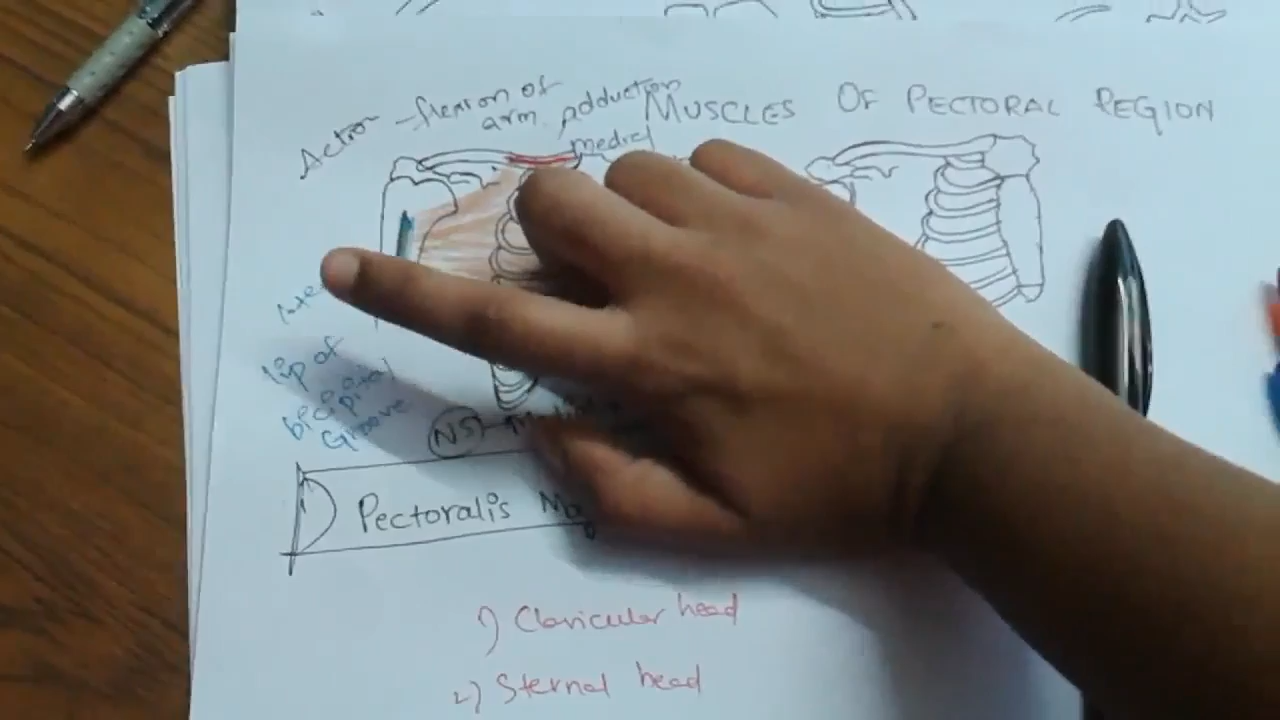 MUSCLES OF PECTORAL REGION
Action - flexion of
arm adduction
medial
lip of
bicipital
Groove
NS
Pectoralis
1) Clavicular head
2) Sternal head